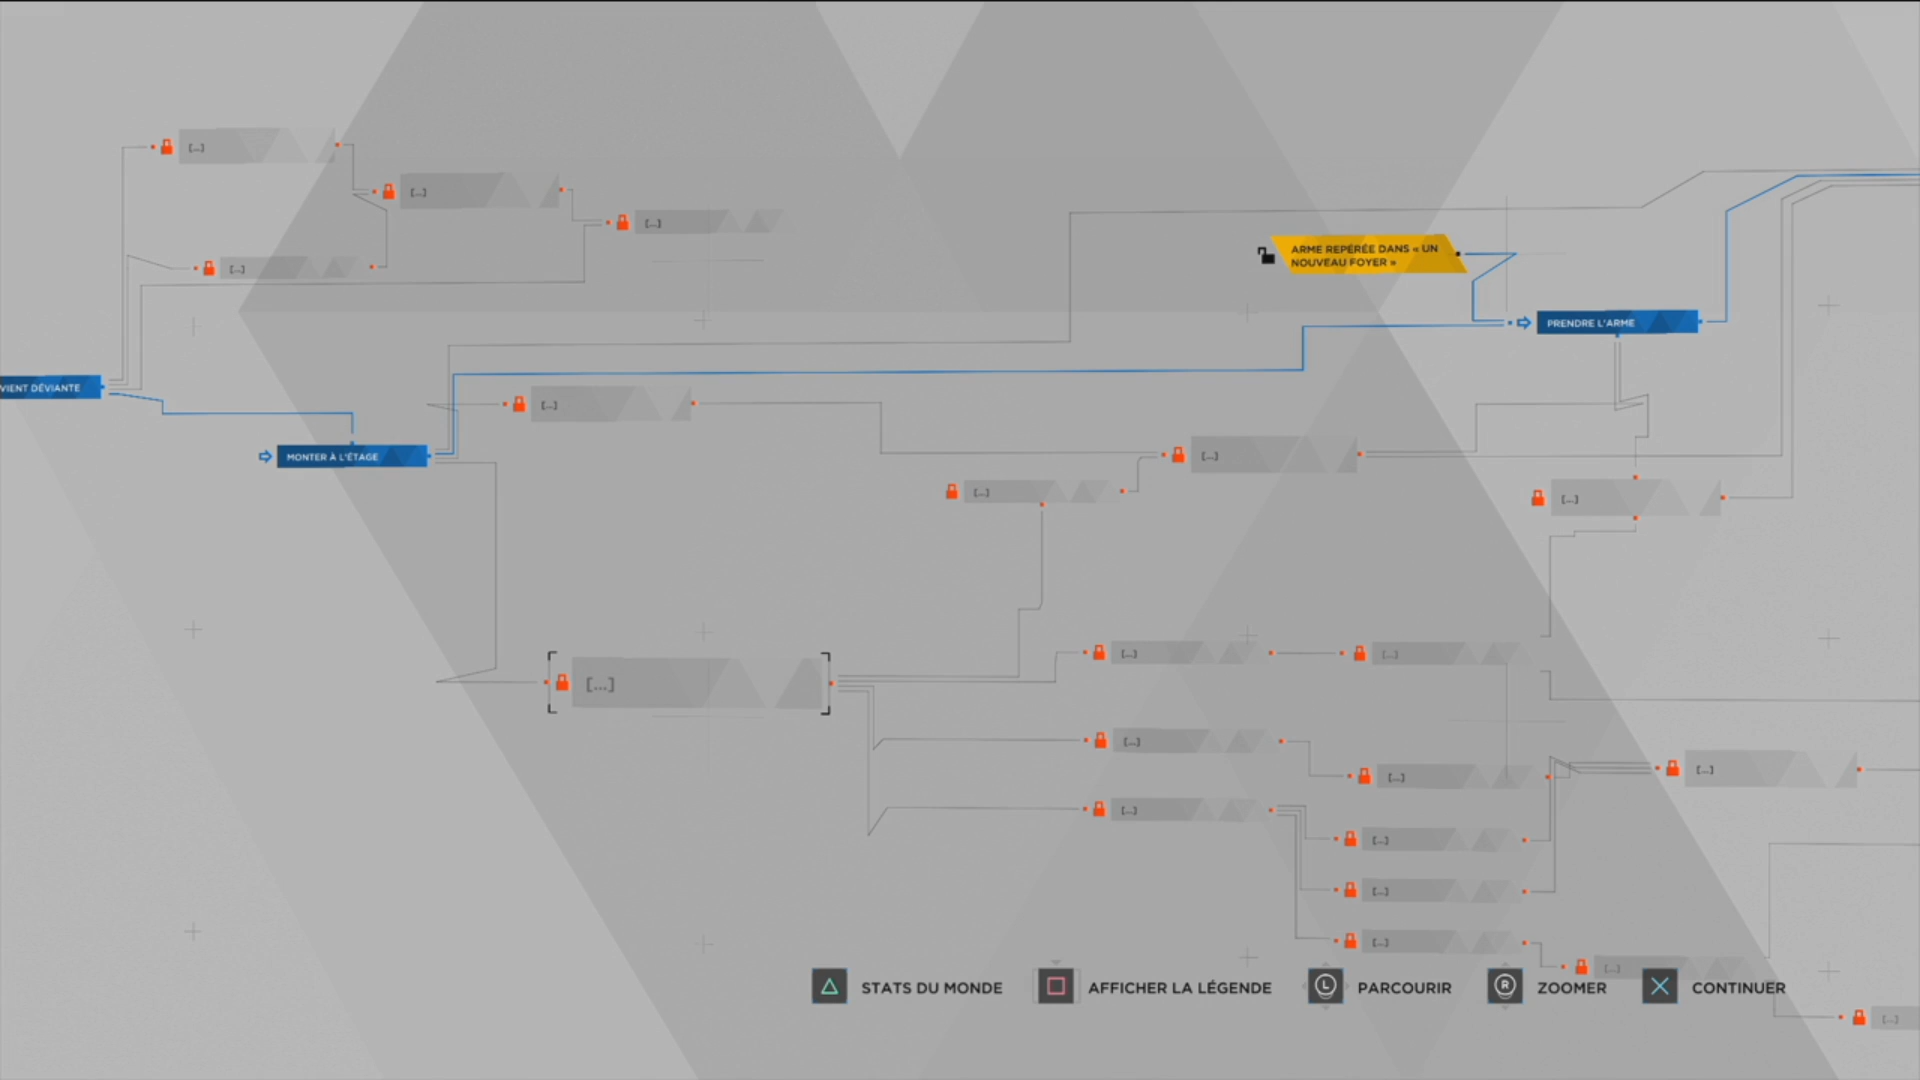 [...]
[...]
[...]
[...]
ARME REPÉRÉE DANS « UN
NOUVEAU FOYER »
PRENDRE L'ARME
VIENT DÉVIANTE
[...]
MONTER À L'ÉTAGE
[...]
[...]
[...]
[...]
[...]
[...]
[...]
[...]
[...]
[...]
[...]
[...]
[...]
[...]
STATS DU MONDE
AFFICHER LA LÉGENDE
L
PARCOURIR
R
ZOOMER
CONTINUER
[...]